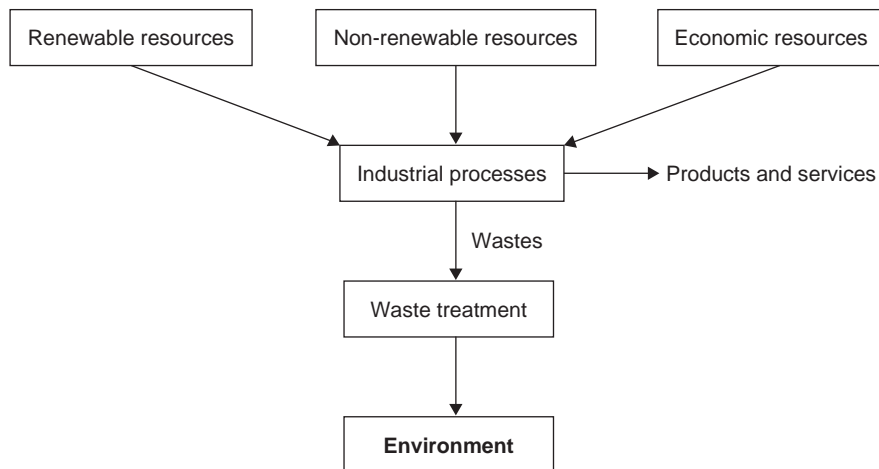 Renewable resources
Non-renewable resources
Economic resources
Industrial processes
Products and services
Wastes
Waste treatment
Environment